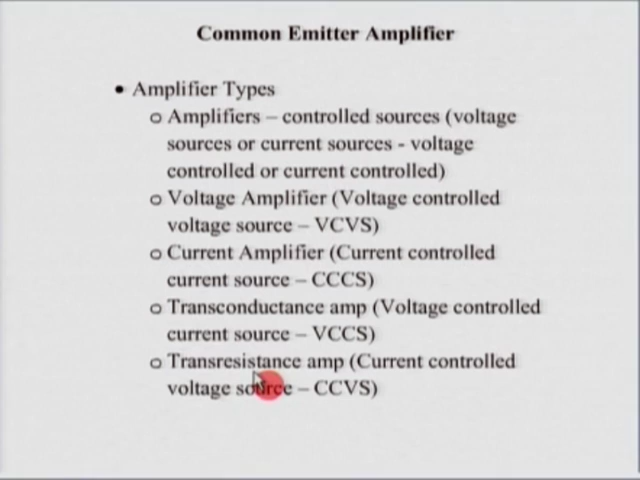 Common Emitter Amplifier
• Amplifier Types
o Amplifiers – controlled sources (voltage
sources or current sources - voltage
controlled or current controlled)
o Voltage Amplifier (Voltage controlled
voltage source – VCVS)
o Current Amplifier (Current controlled
current source – CCCS)
o Transconductance amp (Voltage controlled
current source – VCCS)
o Transresistance amp (Current controlled
voltage source – CCVS)